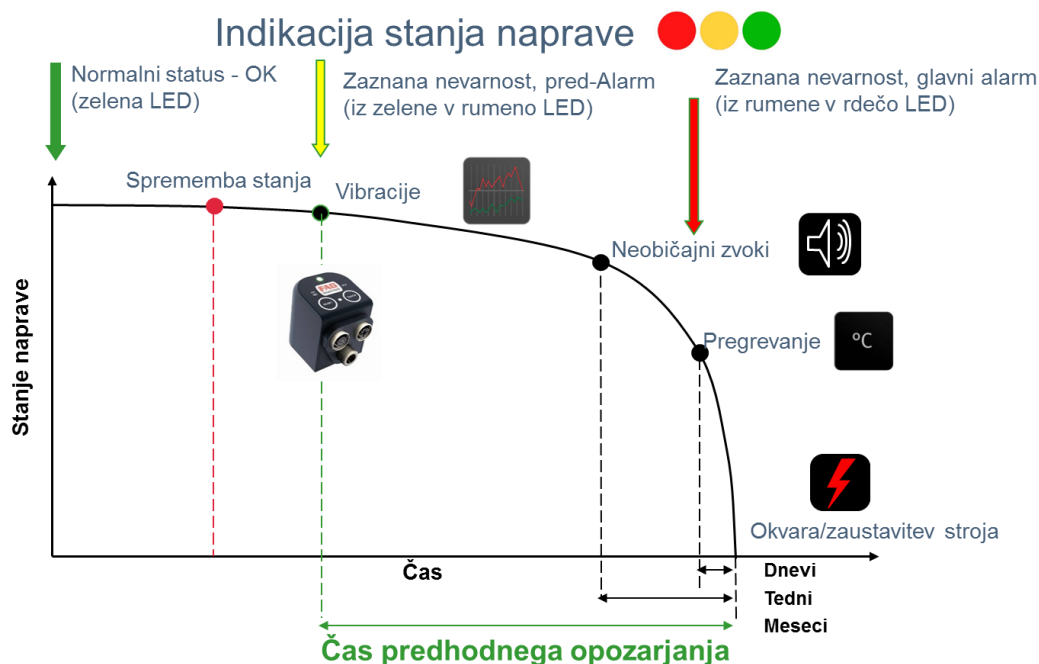 Indikacija stanja naprave
Normalni status - OK
(zelena LED)
Zaznana nevarnost, pred-Alarm
(iz zelene v rumeno LED)
Zaznana nevarnost, glavni alarm
(iz rumene v rdečo LED)
Sprememba stanja
Vibracije
Neobičajni zvoki
FAG
Pregrevanje
ºC
Stanje naprave
Okvara/zaustavitev stroja
Čas
Dnevi
Tedni
Meseci
Čas predhodnega opozarjanja